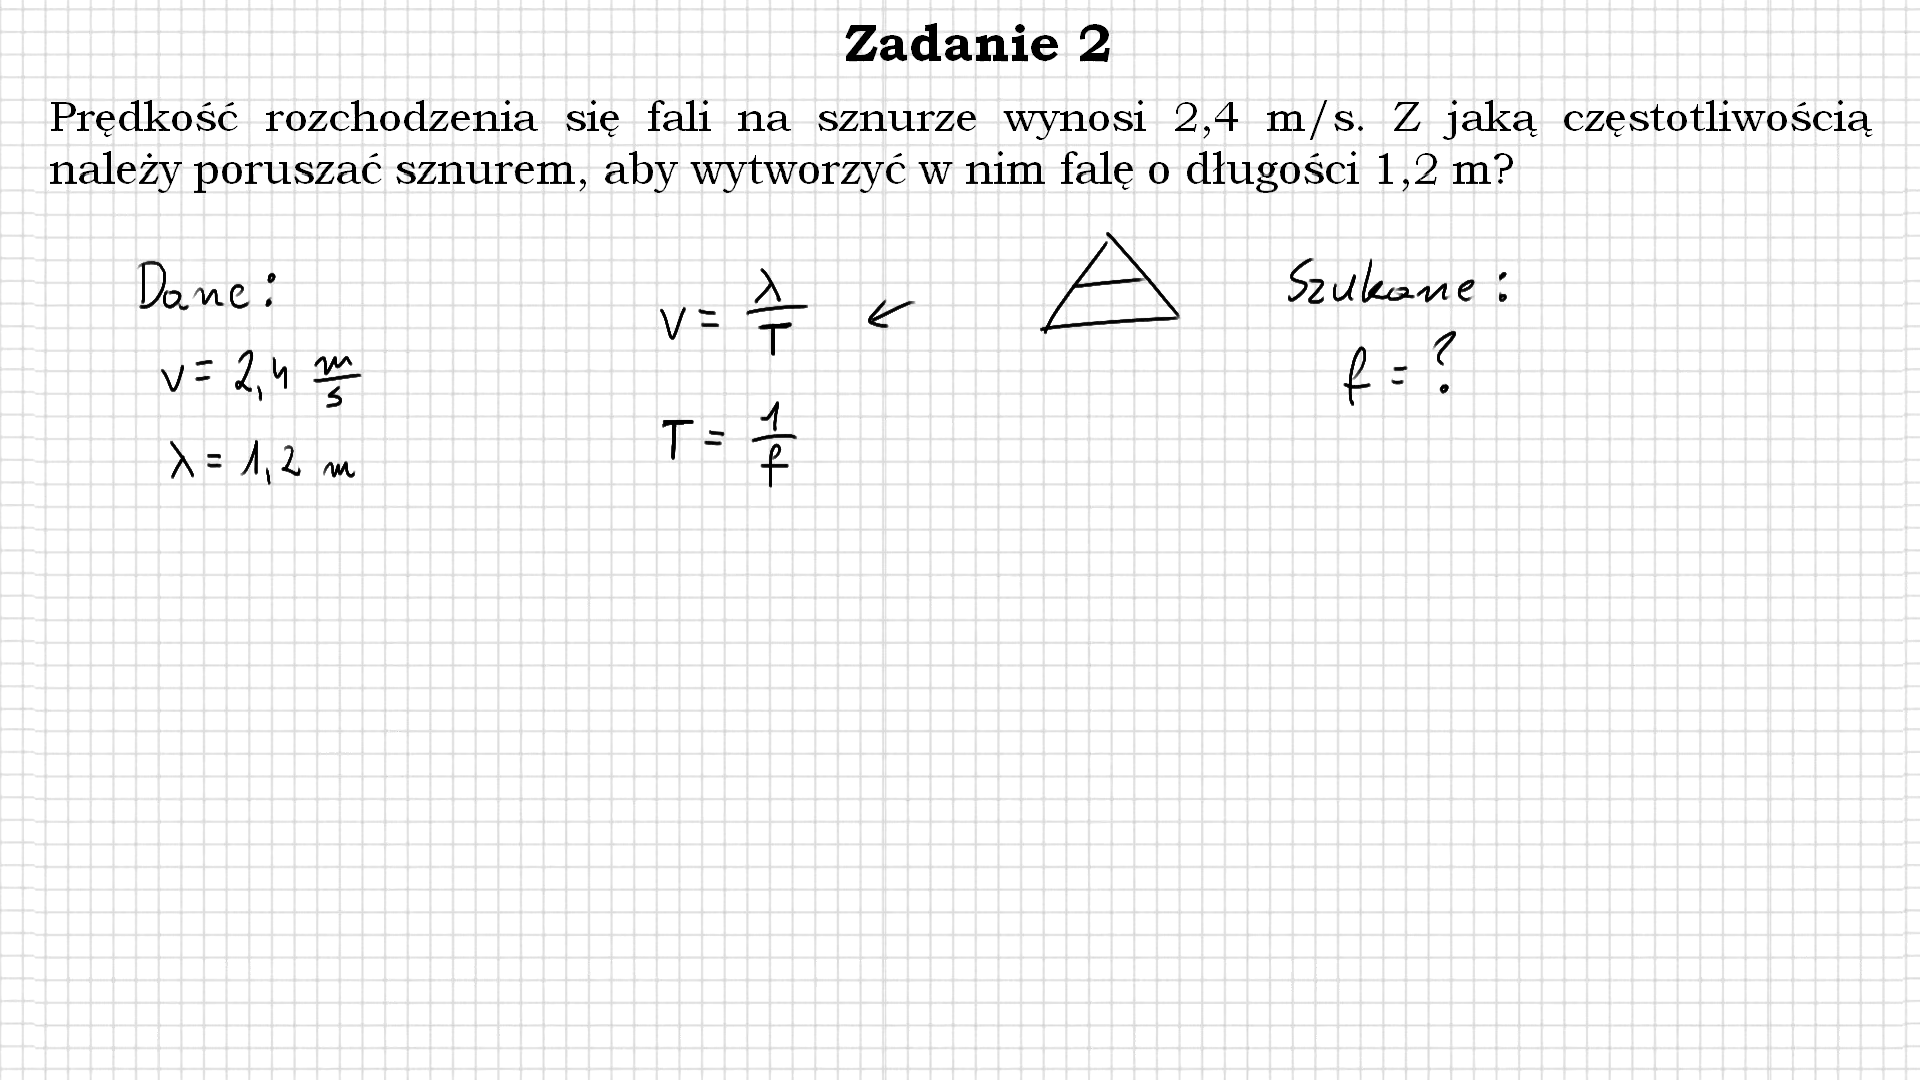 Zadanie 2
Prędkość rozchodzenia się fali na sznurze wynosi 2,4 m/s. Z jaką częstotliwością
należy poruszać sznurem, aby wytworzyć w nim falę o długości 1,2 m?
Dane:
v = 2,4 m/s
λ = 1,2 m
v = λ/T ←
T = 1/f
Szukane:
f = ?